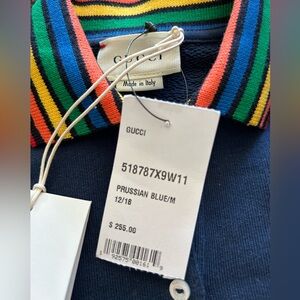 GUCCI
Made in Italy
GUCCI
518787X9W11
PRUSSIAN BLUE/M
12/18
$ 255.00